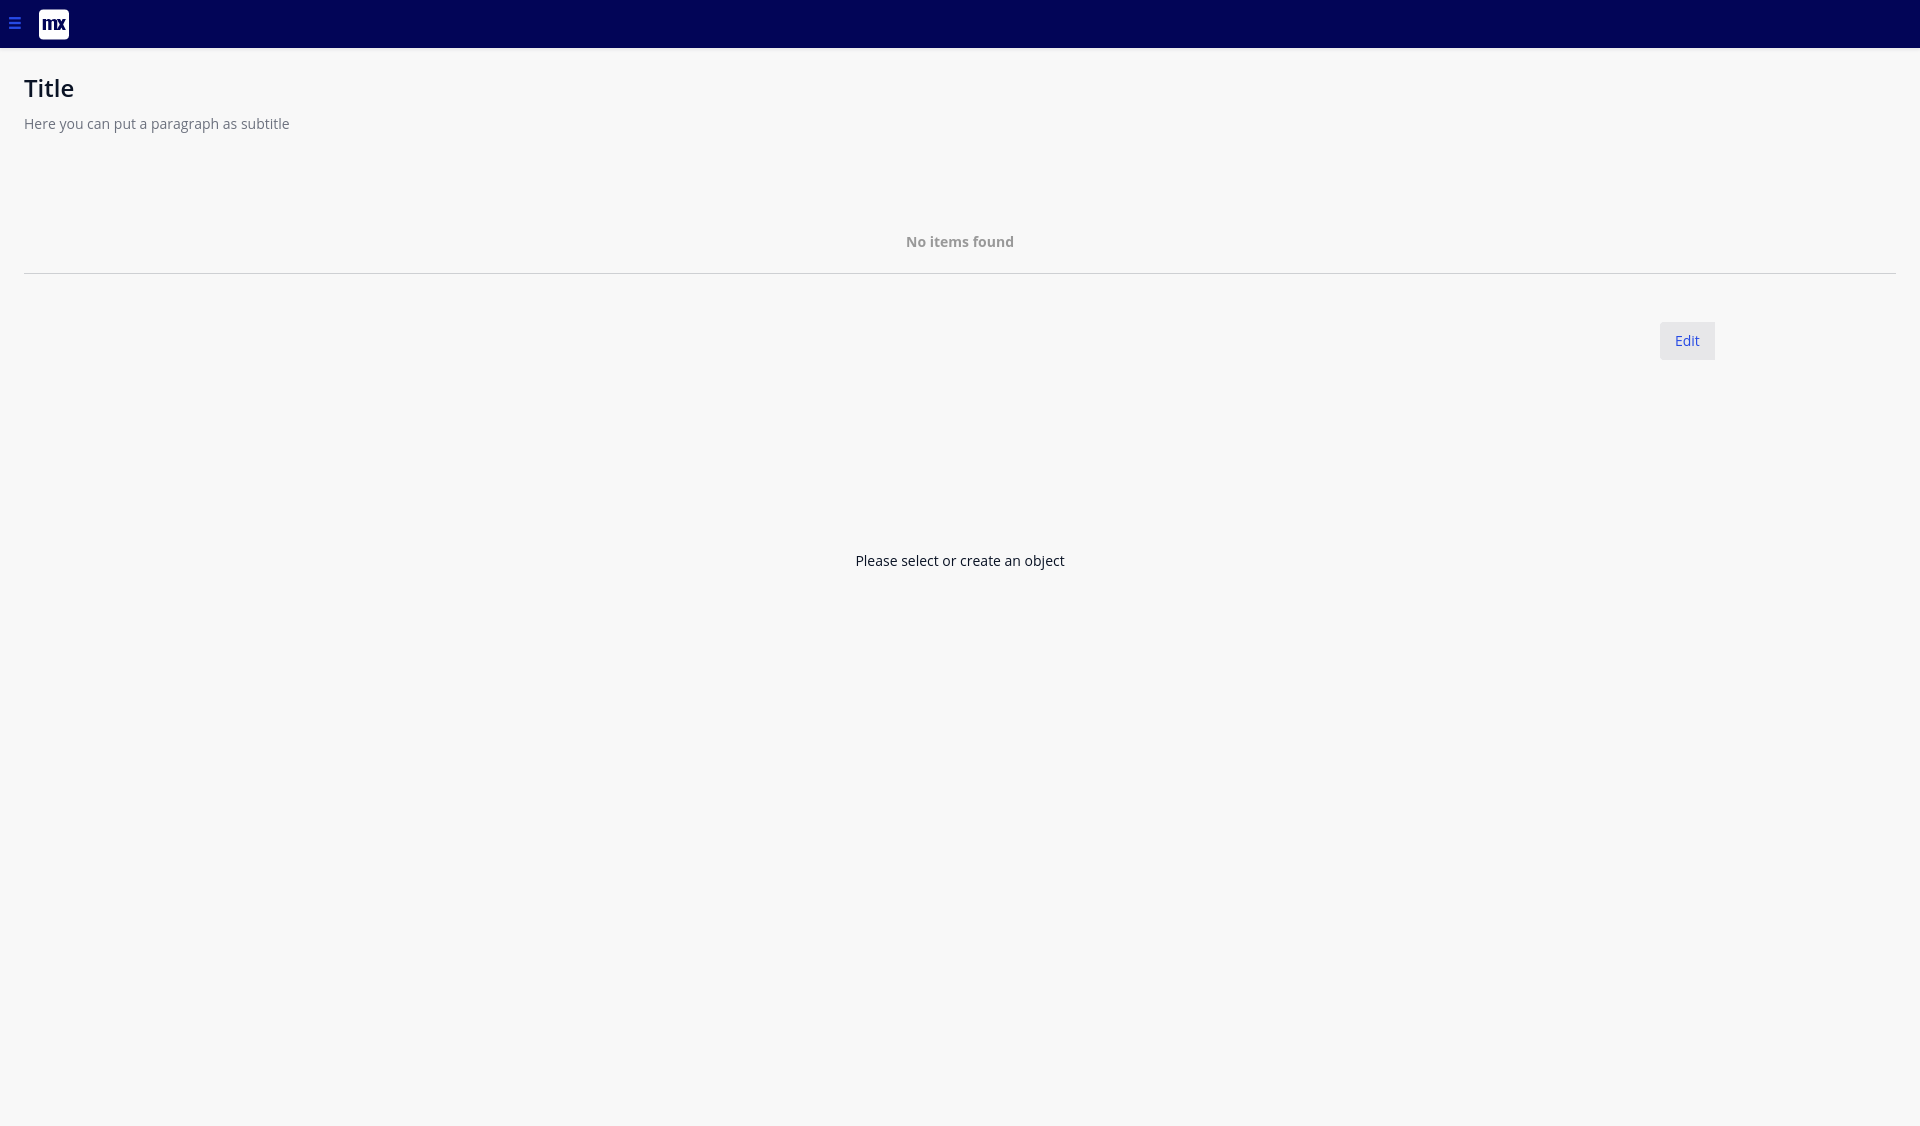 mx
Title
Here you can put a paragraph as subtitle
No items found
Edit
Please select or create an object